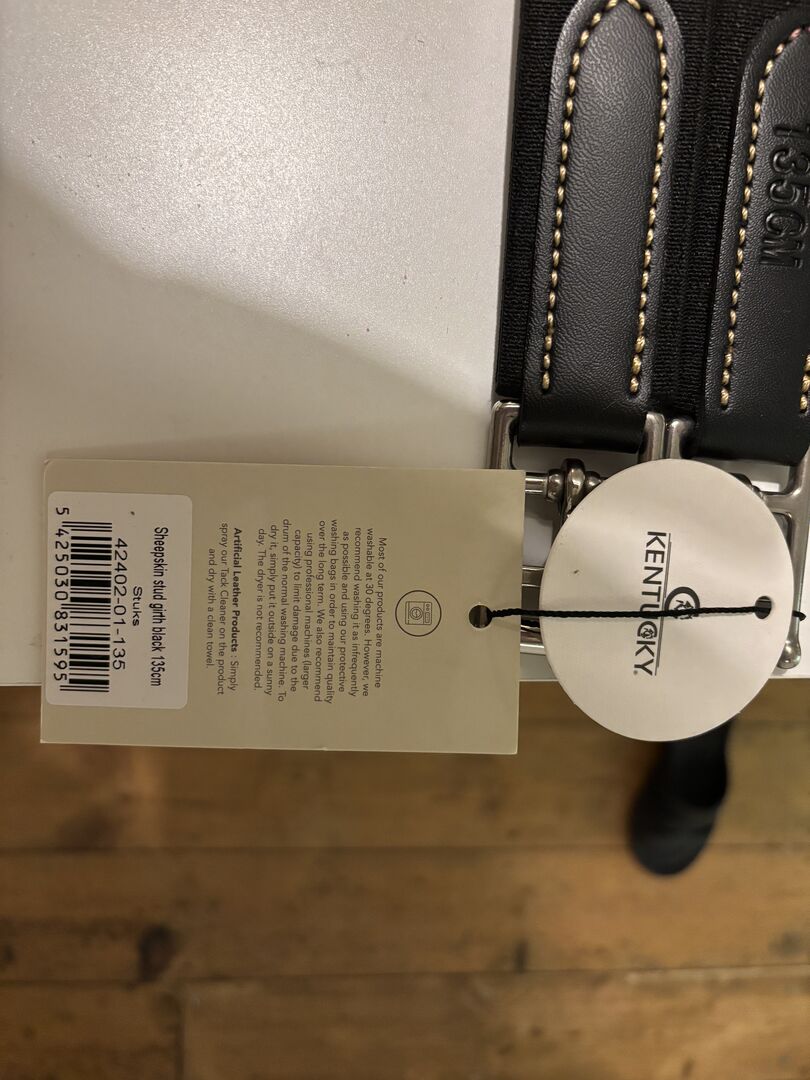 135CM
KENTUCKY®
Most of our products are machine
washable at 30 degrees. However, we
recommend washing it as infrequently
as possible and using our protective
washing bags in order to maintain quality
over the long term. We also recommend
using professional machines (larger
capacity) to limit damage due to the
drum of the normal washing machine. To
dry it, simply put it outside on a sunny
day. The dryer is not recommended.
Artificial Leather Products : Simply
spray our Tack Cleaner on the product
and dry with a clean towel.
Sheepskin stud girth black 135cm
Stuks
42402-01-135
5 425030 831595